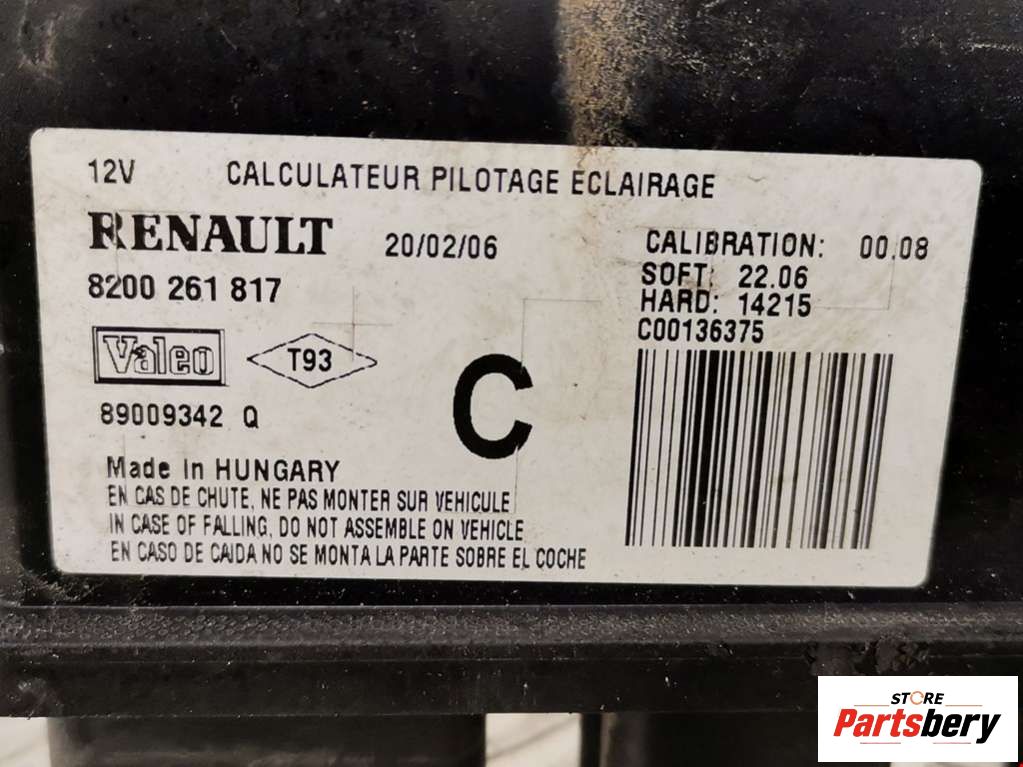 12V CALCULATEUR PILOTAGE ECLAIRAGE
RENAULT 20/02/06
8200 261 817
Valeo T93
89009342 Q
C
CALIBRATION: 00.08
SOFT: 22.06
HARD: 14215
C00136375
Made in HUNGARY
EN CAS DE CHUTE, NE PAS MONTER SUR VEHICULE
IN CASE OF FALLING, DO NOT ASSEMBLE ON VEHICLE
EN CASO DE CAIDA NO SE MONTA LA PARTE SOBRE EL COCHE
STORE
Partsbery